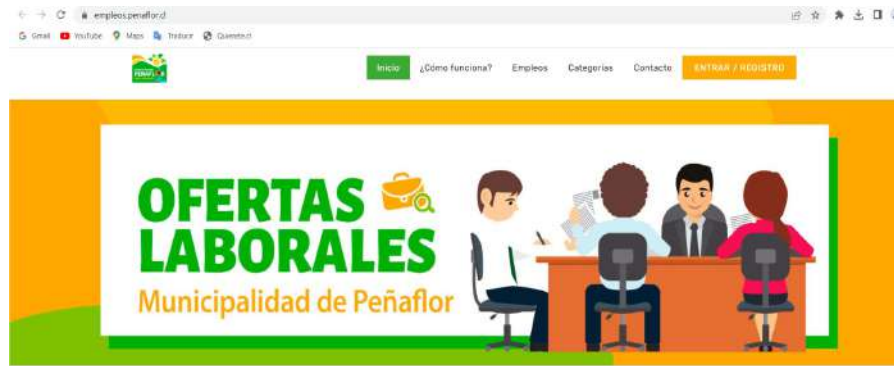 empleos.penaflor.cl
Gmail YouTube Maps Traducir
PEÑAFLOR
Inicio ¿Cómo funciona? Empleos Categorías Contacto ENTRAR / REGISTRO
OFERTAS
LABORALES
Municipalidad de Peñaflor